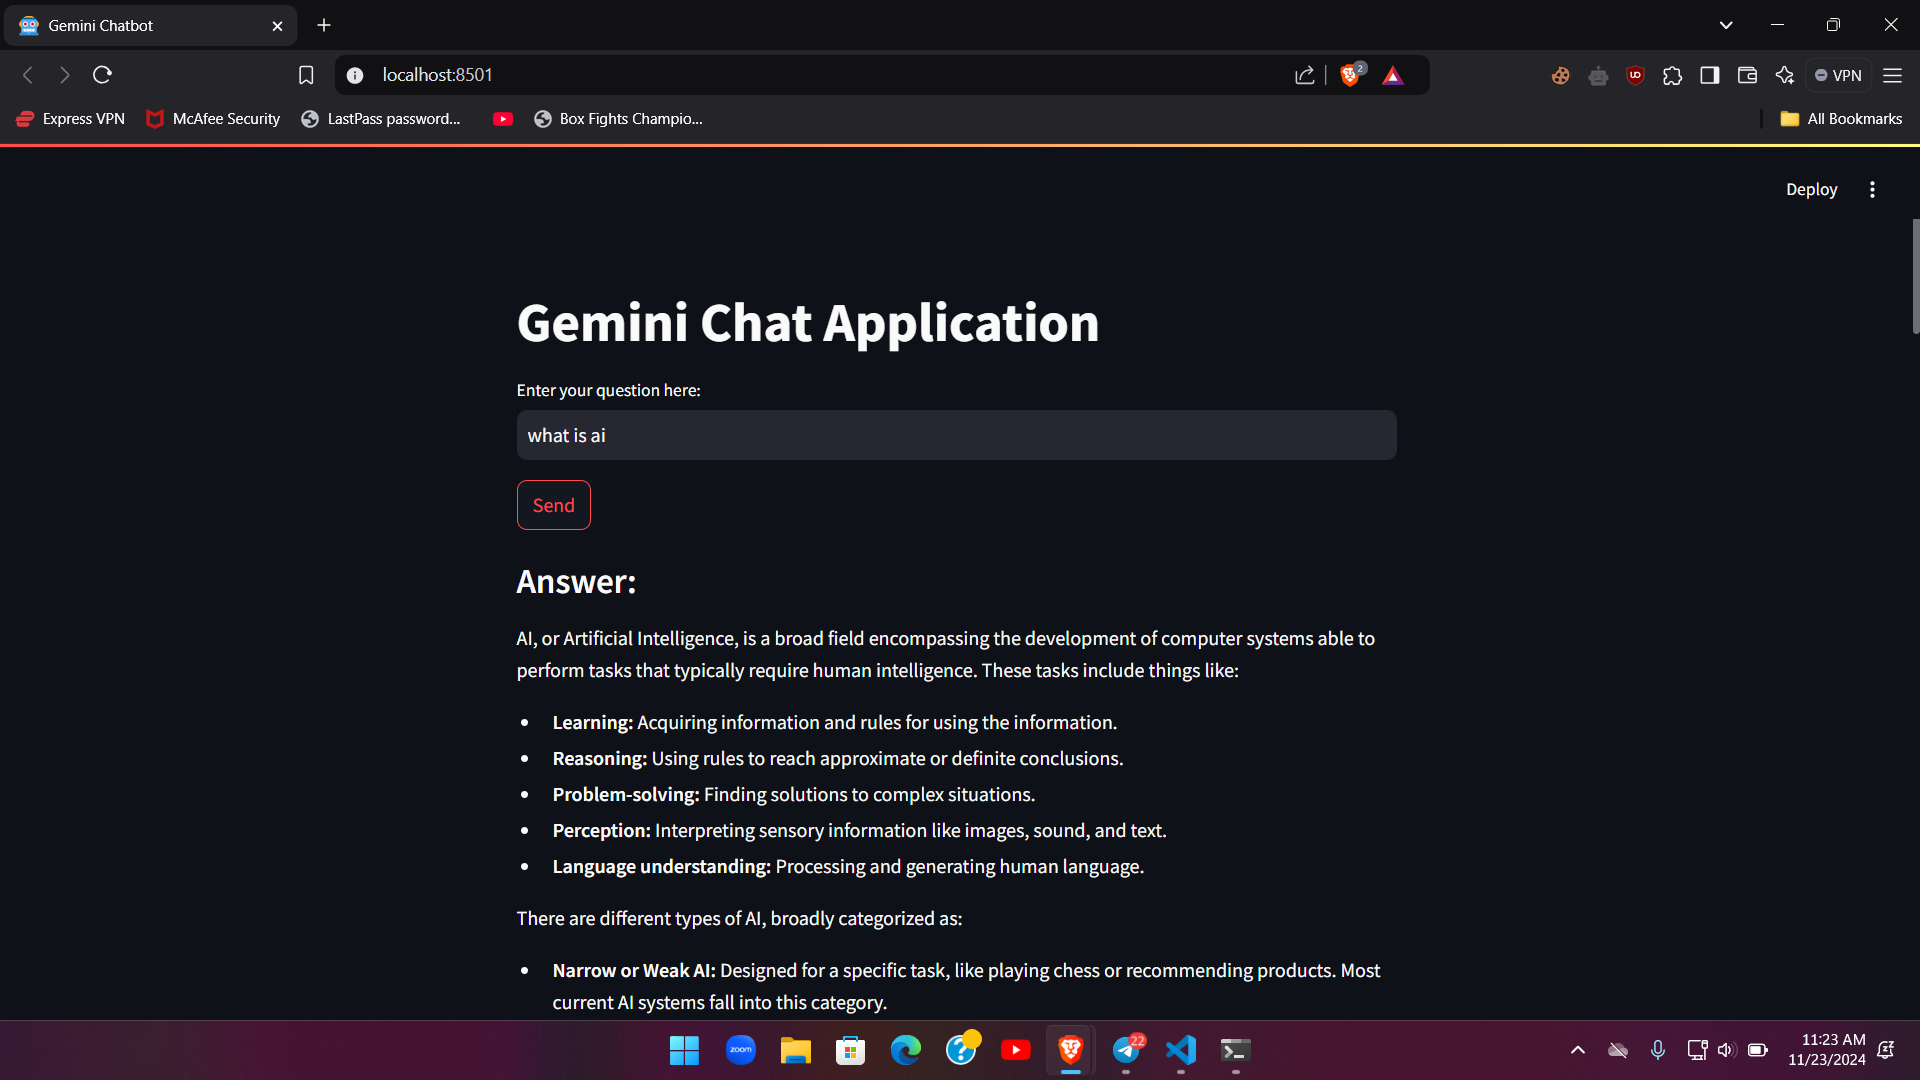 Gemini Chatbot
localhost:8501
2
UO
VPN
Express VPN
McAfee Security
LastPass password...
Box Fights Champio...
All Bookmarks
Deploy
Gemini Chat Application
Enter your question here:
what is ai
Send
Answer:
AI, or Artificial Intelligence, is a broad field encompassing the development of computer systems able to
perform tasks that typically require human intelligence. These tasks include things like:
Learning: Acquiring information and rules for using the information.
Reasoning: Using rules to reach approximate or definite conclusions.
Problem-solving: Finding solutions to complex situations.
Perception: Interpreting sensory information like images, sound, and text.
Language understanding: Processing and generating human language.
There are different types of AI, broadly categorized as:
Narrow or Weak AI: Designed for a specific task, like playing chess or recommending products. Most
current AI systems fall into this category.
zoom
22
11:23 AM
11/23/2024